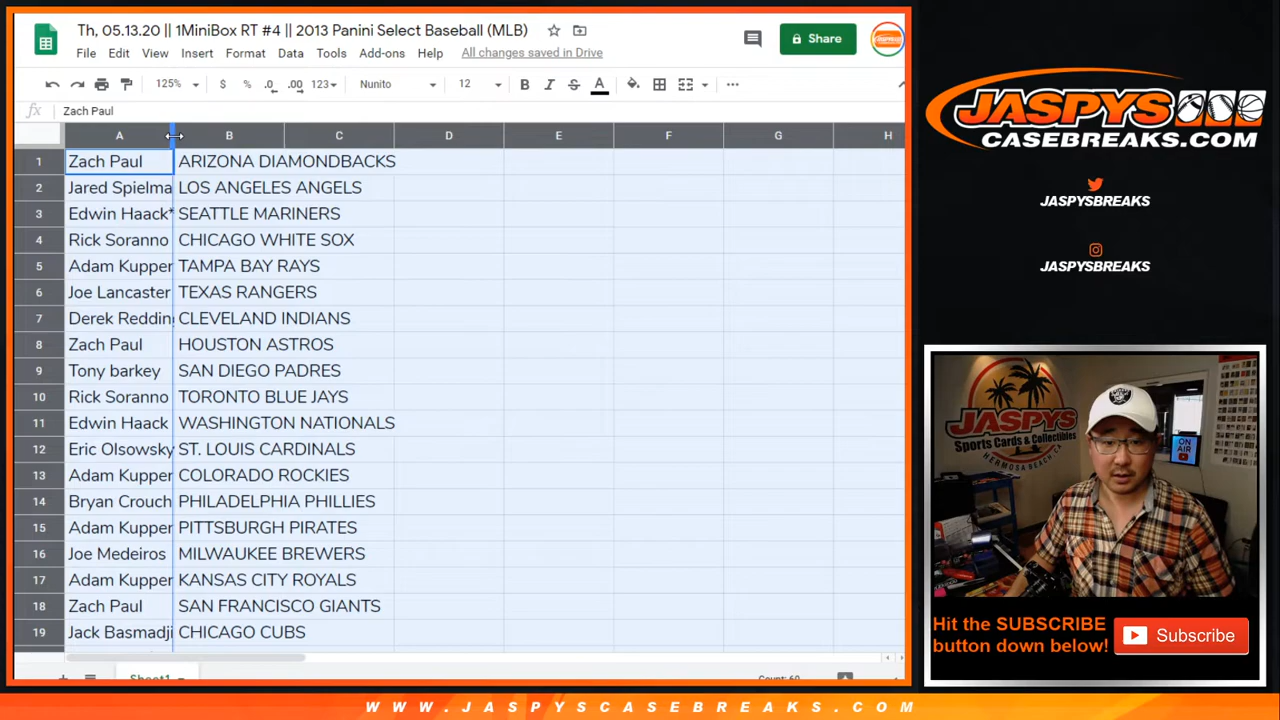 Th, 05.13.20 || 1MiniBox RT #4 || 2013 Panini Select Baseball (MLB)
Share
File Edit View Insert Format Data Tools Add-ons Help All changes saved in Drive
125% $ % .0 .00 123 Nunito 12 B I S A
fx Zach Paul
A B C D E F G H
1 Zach Paul ARIZONA DIAMONDBACKS
2 Jared Spielma LOS ANGELES ANGELS
3 Edwin Haack* SEATTLE MARINERS
4 Rick Soranno CHICAGO WHITE SOX
5 Adam Kupper TAMPA BAY RAYS
6 Joe Lancaster TEXAS RANGERS
7 Derek Redding CLEVELAND INDIANS
8 Zach Paul HOUSTON ASTROS
9 Tony barkey SAN DIEGO PADRES
10 Rick Soranno TORONTO BLUE JAYS
11 Edwin Haack WASHINGTON NATIONALS
12 Eric Olsowsky ST. LOUIS CARDINALS
13 Adam Kupper COLORADO ROCKIES
14 Bryan Crouch PHILADELPHIA PHILLIES
15 Adam Kupper PITTSBURGH PIRATES
16 Joe Medeiros MILWAUKEE BREWERS
17 Adam Kupper KANSAS CITY ROYALS
18 Zach Paul SAN FRANCISCO GIANTS
19 Jack Basmadji CHICAGO CUBS
Sheet1 Count: 60
JASPYS
CASEBREAKS.COM
JASPYSBREAKS
JASPYSBREAKS
JASPYS
Sports Cards & Collectibles
HERMOSA BEACH, CA
ON AIR
Hit the SUBSCRIBE
button down below!
Subscribe
WWW.JASPYSCASEBREAKS.COM